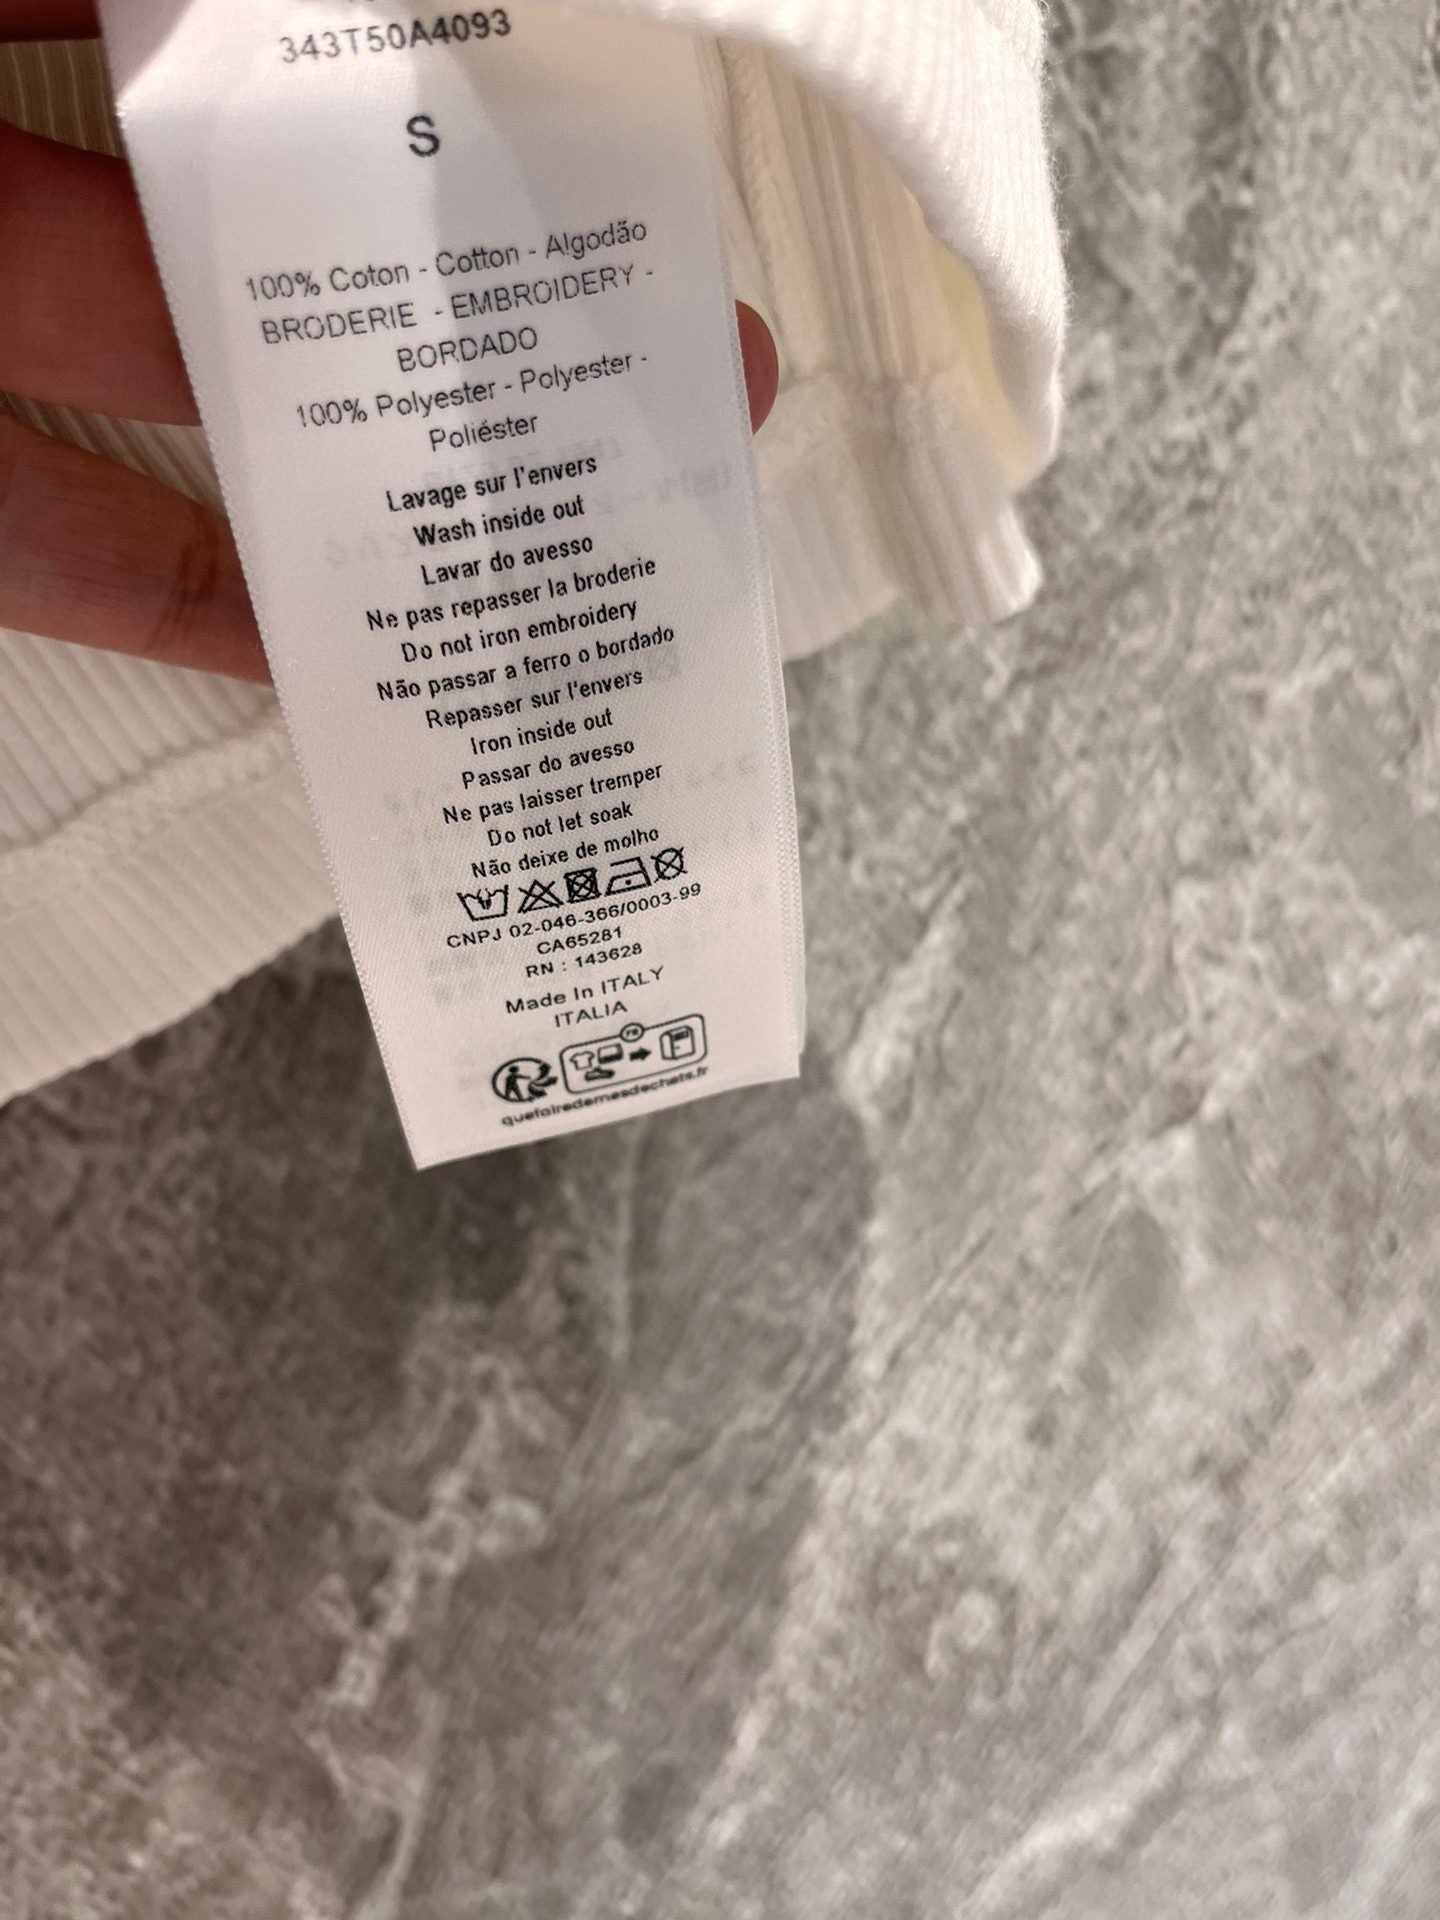 343T50A4093
S
100% Coton - Cotton - Algodão
BRODERIE - EMBROIDERY -
BORDADO
100% Polyester - Polyester -
Poliéster
Lavage sur l'envers
Wash inside out
Lavar do avesso
Ne pas repasser la broderie
Do not iron embroidery
Não passar a ferro o bordado
Repasser sur l'envers
Iron inside out
Passar do avesso
Ne pas laisser tremper
Do not let soak
Não deixe de molho
CNPJ 02-046-366/0003-99
CA65281
RN : 143628
Made In ITALY
ITALIA
FR
quefairedemesdechets.fr